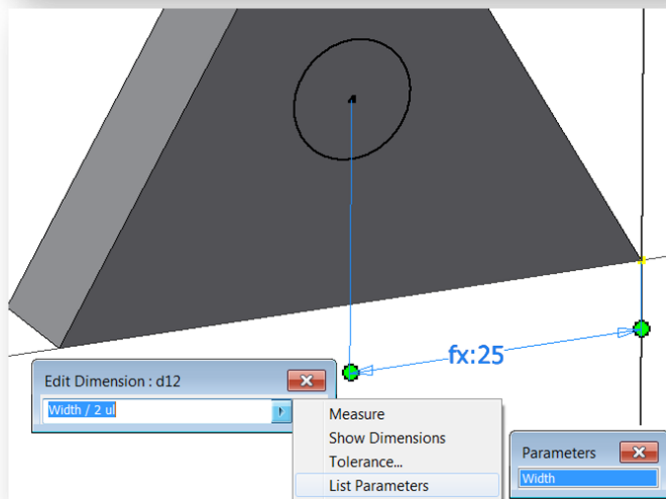 fx:25
Edit Dimension : d12
Width / 2 ul
Measure
Show Dimensions
Tolerance...
List Parameters
Parameters
Width